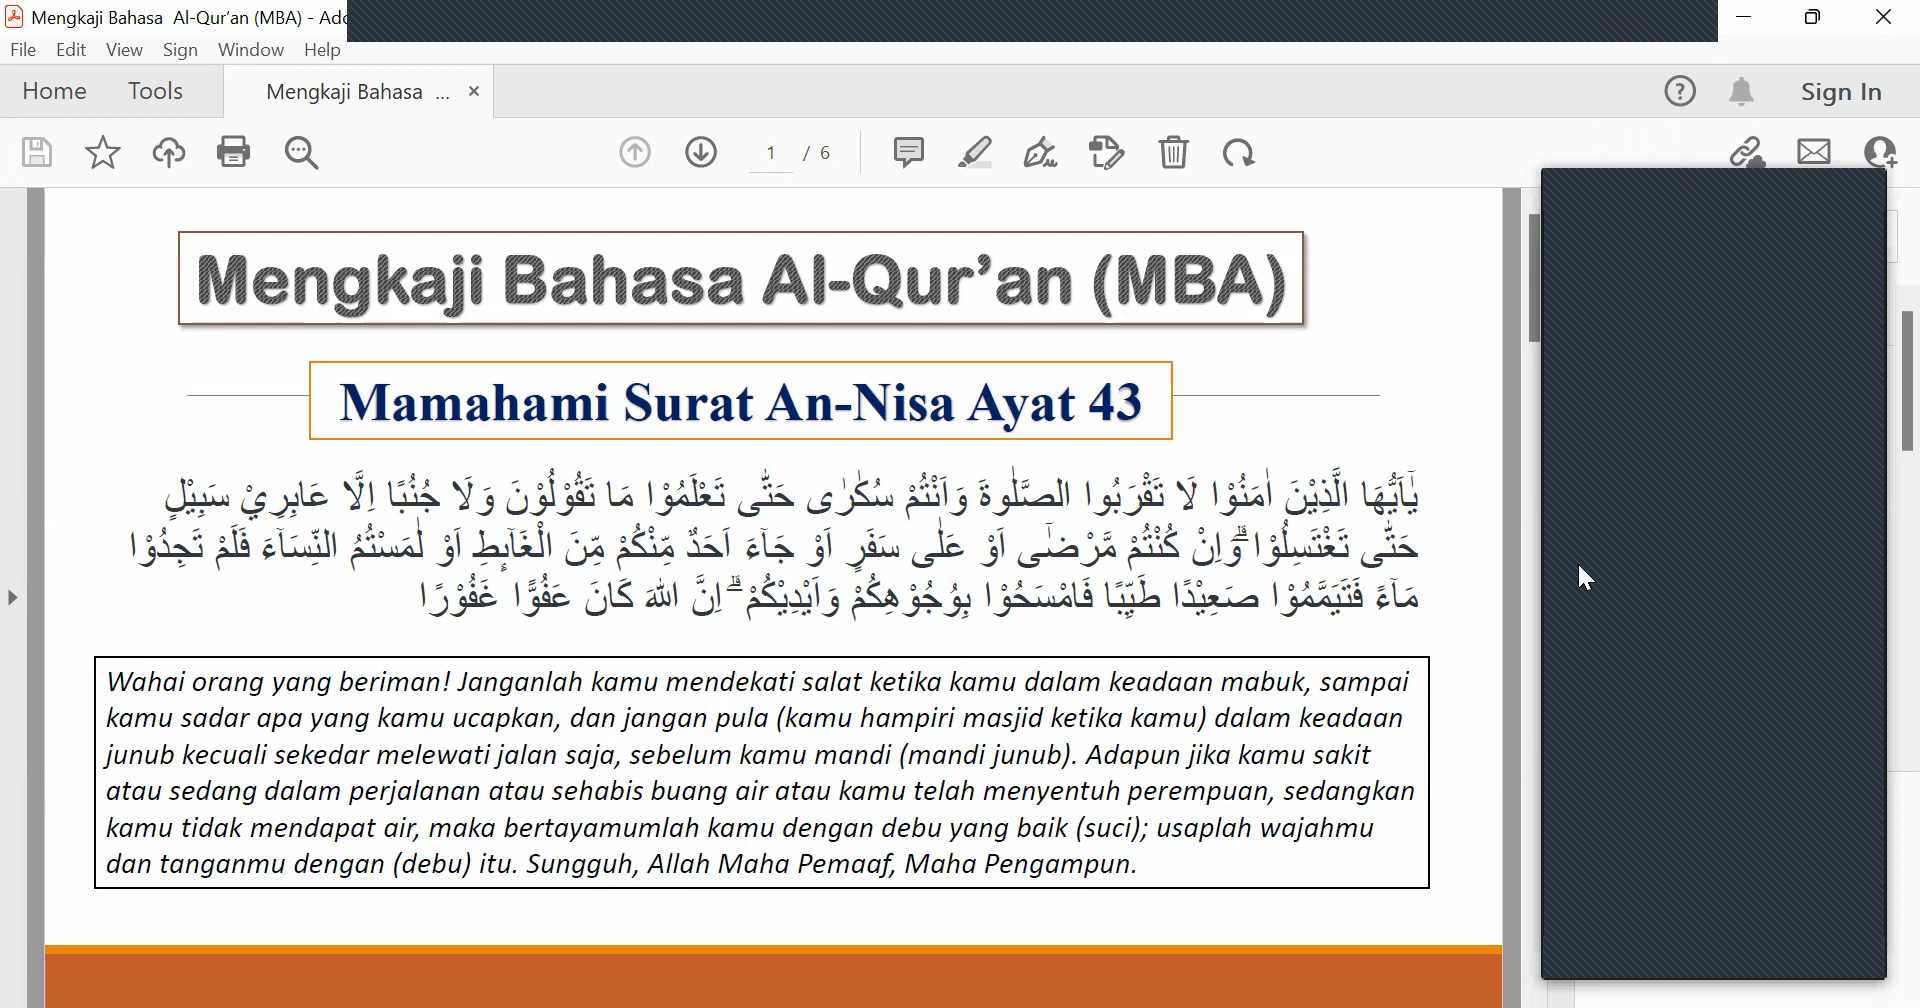 Mengkaji Bahasa Al-Qur'an (MBA) - Ado
File Edit View Sign Window Help
Home Tools Mengkaji Bahasa ... × Sign In
1 / 6
Mengkaji Bahasa Al-Qur’an (MBA)
Mamahami Surat An-Nisa Ayat 43
يٰٓاَيُّهَا الَّذِيْنَ اٰمَنُوْا لَا تَقْرَبُوا الصَّلٰوةَ وَاَنْتُمْ سُكٰرٰى حَتّٰى تَعْلَمُوْا مَا تَقُوْلُوْنَ وَلَا جُنُبًا اِلَّا عَابِرِيْ سَبِيْلٍ
حَتّٰى تَغْتَسِلُوْا ۗوَاِنْ كُنْتُمْ مَّرْضٰٓى اَوْ عَلٰى سَفَرٍ اَوْ جَاۤءَ اَحَدٌ مِّنْكُمْ مِّنَ الْغَاۤىِٕطِ اَوْ لٰمَسْتُمُ النِّسَاۤءَ فَلَمْ تَجِدُوْا
مَاۤءً فَتَيَمَّمُوْا صَعِيْدًا طَيِّبًا فَامْسَحُوْا بِوُجُوْهِكُمْ وَاَيْدِيْكُمْ ۗ اِنَّ اللّٰهَ كَانَ عَفُوًّا غَفُوْرًا
Wahai orang yang beriman! Janganlah kamu mendekati salat ketika kamu dalam keadaan mabuk, sampai
kamu sadar apa yang kamu ucapkan, dan jangan pula (kamu hampiri masjid ketika kamu) dalam keadaan
junub kecuali sekedar melewati jalan saja, sebelum kamu mandi (mandi junub). Adapun jika kamu sakit
atau sedang dalam perjalanan atau sehabis buang air atau kamu telah menyentuh perempuan, sedangkan
kamu tidak mendapat air, maka bertayamumlah kamu dengan debu yang baik (suci); usaplah wajahmu
dan tanganmu dengan (debu) itu. Sungguh, Allah Maha Pemaaf, Maha Pengampun.